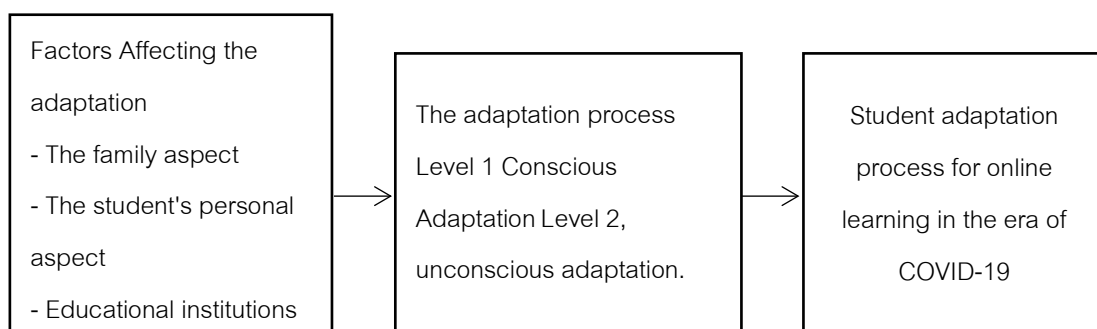 Factors Affecting the
adaptation
- The family aspect
- The student's personal
aspect
- Educational institutions
The adaptation process
Level 1 Conscious
Adaptation Level 2,
unconscious adaptation.
Student adaptation
process for online
learning in the era of
COVID-19